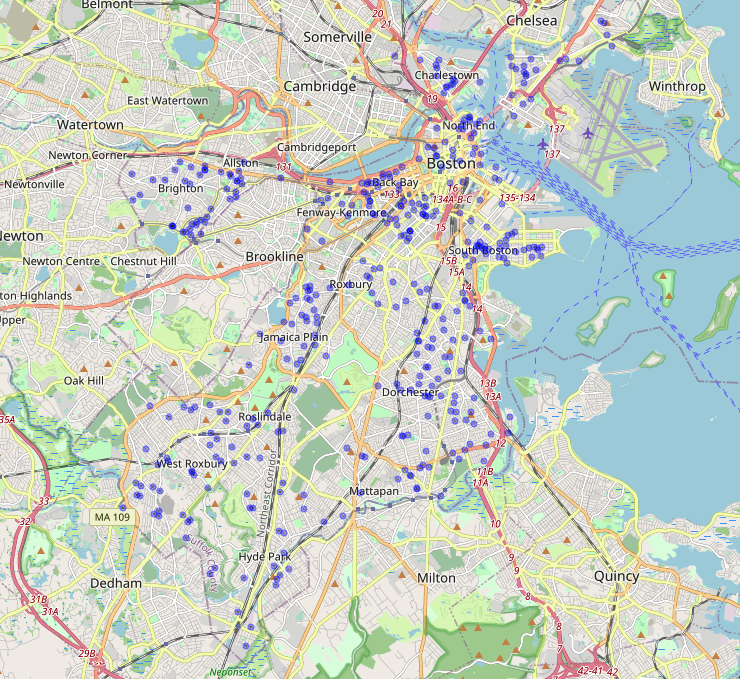 Belmont
20
21
Chelsea
Somerville
Charlestown
Cambridge
Winthrop
East Watertown
19
Watertown
North End
137
Cambridgeport
Newton Corner
Allston
131
Boston
137
Newtonville
Brighton
Back Bay
133
16
134A-B-C
135-134
Fenway-Kenmore
15
Newton
Newton Centre
Chestnut Hill
Brookline
South Boston
15B
15A
ton Highlands
Roxbury
14
14
Upper
Jamaica Plain
Oak Hill
13B
Dorchester
13A
35A
Roslindale
12
West Roxbury
11B
11A
Mattapan
33
32
MA 109
Northeast Corridor
10
Suffolk County
Hyde Park
9
9
Dedham
Milton
Quincy
31B
31A
8
8
29B
7
7
Neponset
42-41
42